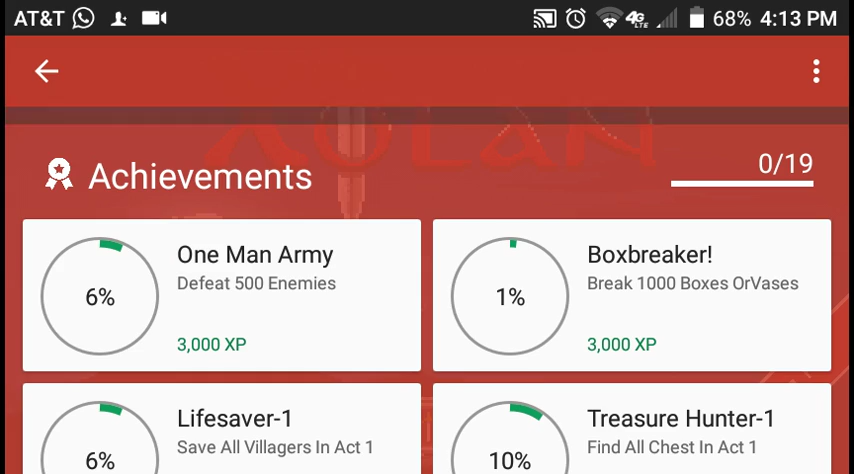 AT&T 4G LTE 68% 4:13 PM
XOLAN
Achievements
0/19
6%
One Man Army
Defeat 500 Enemies
3,000 XP
1%
Boxbreaker!
Break 1000 Boxes OrVases
3,000 XP
6%
Lifesaver-1
Save All Villagers In Act 1
10%
Treasure Hunter-1
Find All Chest In Act 1